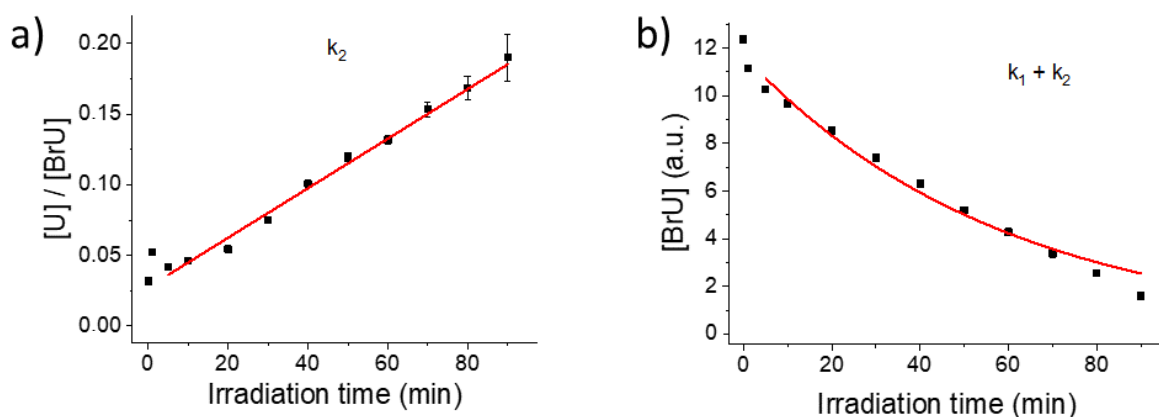 a)
k2
[U] / [BrU]
0.20
0.15
0.10
0.05
0.00
0 20 40 60 80
Irradiation time (min)
b)
k1 + k2
[BrU] (a.u.)
12
10
8
6
4
2
0
0 20 40 60 80
Irradiation time (min)